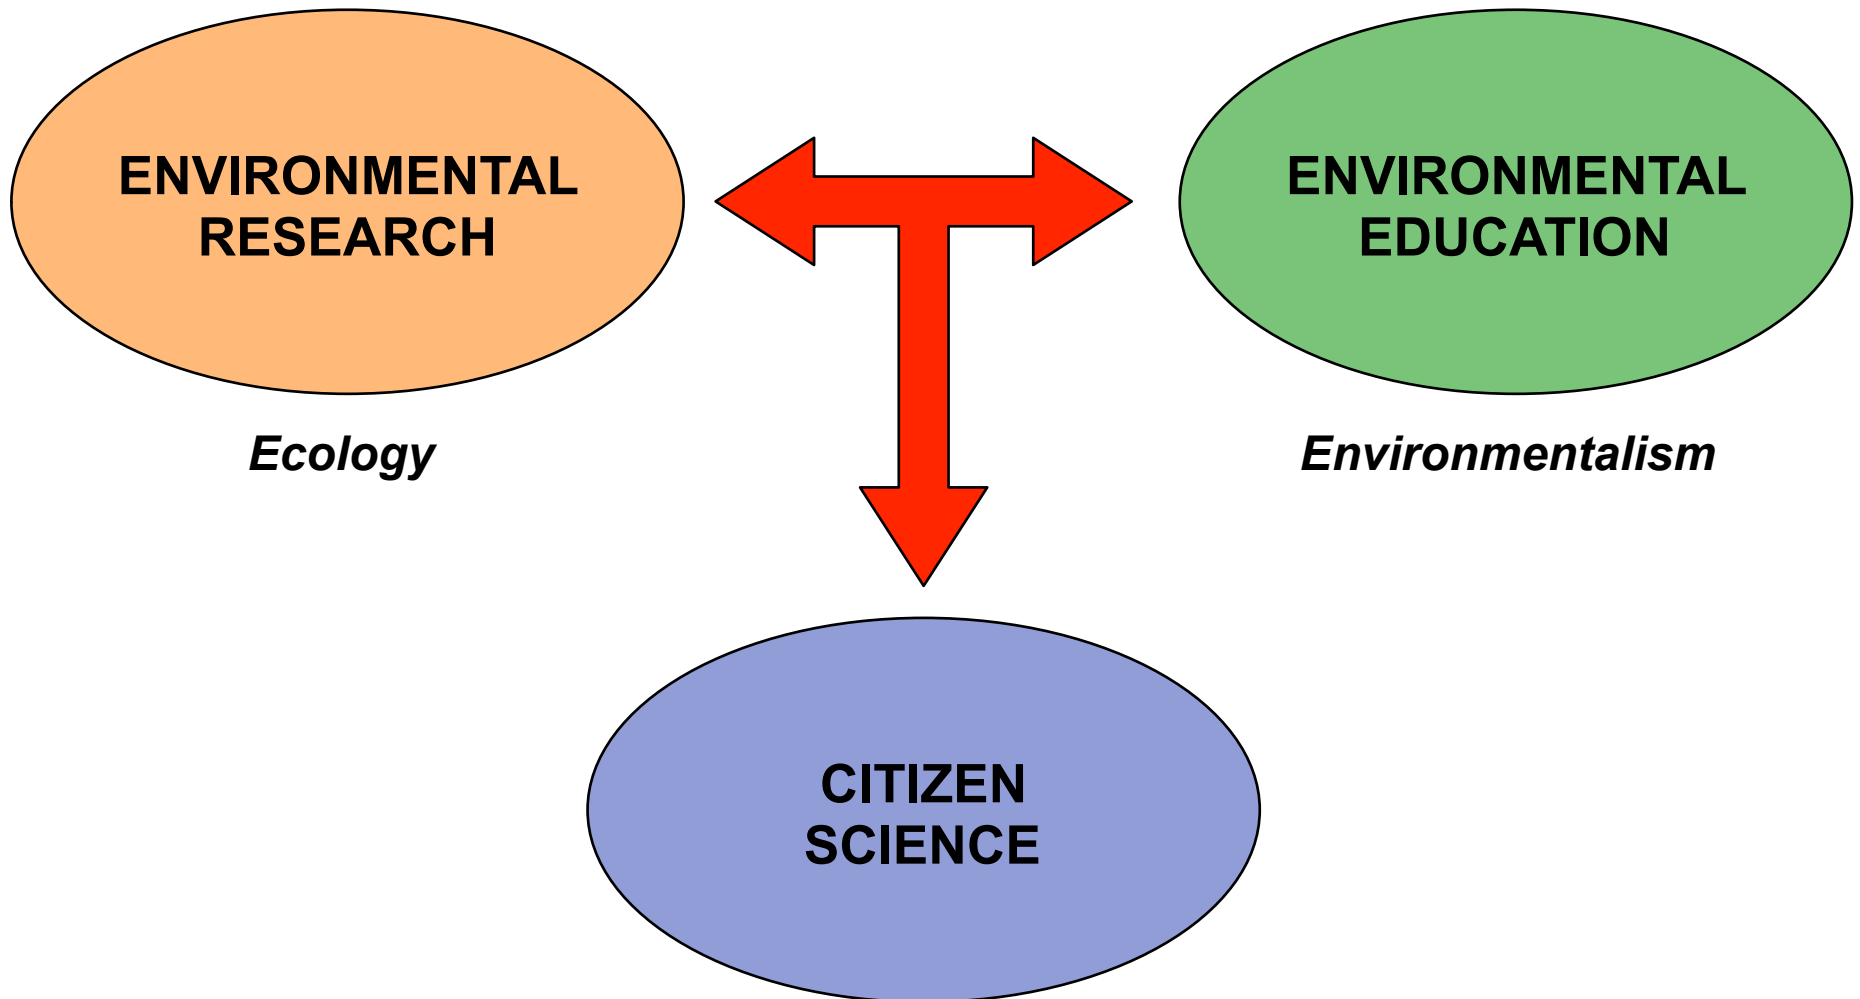 ENVIRONMENTAL
RESEARCH
ENVIRONMENTAL
EDUCATION
Ecology
Environmentalism
CITIZEN
SCIENCE